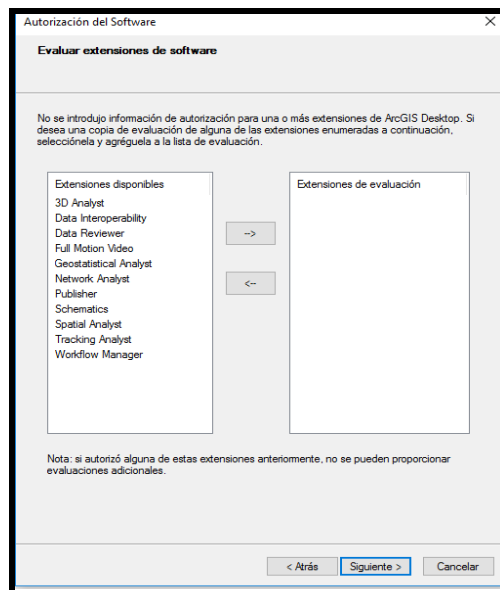 Autorización del Software
Evaluar extensiones de software
No se introdujo información de autorización para una o más extensiones de ArcGIS Desktop. Si
desea una copia de evaluación de alguna de las extensiones enumeradas a continuación,
selecciónela y agréguela a la lista de evaluación.
Extensiones disponibles
3D Analyst
Data Interoperability
Data Reviewer
Full Motion Video
Geostatistical Analyst
Network Analyst
Publisher
Schematics
Spatial Analyst
Tracking Analyst
Workflow Manager
-->
<--
Extensiones de evaluación
Nota: si autorizó alguna de estas extensiones anteriormente, no se pueden proporcionar
evaluaciones adicionales.
< Atrás
Siguiente >
Cancelar